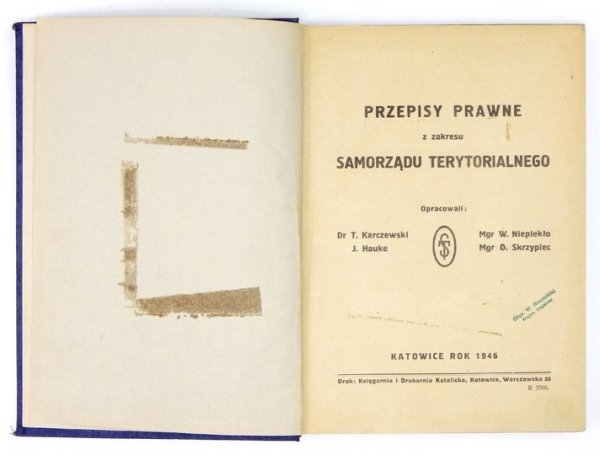 PRZEPISY PRAWNE
z zakresu
SAMORZĄDU TERYTORIALNEGO
Opracowali:
Dr T. Karczewski
J. Hauke
Mgr W. Niepiekło
Mgr O. Skrzypiec
KATOWICE ROK 1946
Druk: Księgarnia i Drukarnia Katolicka, Katowice, Warszawska 58
R 3705.